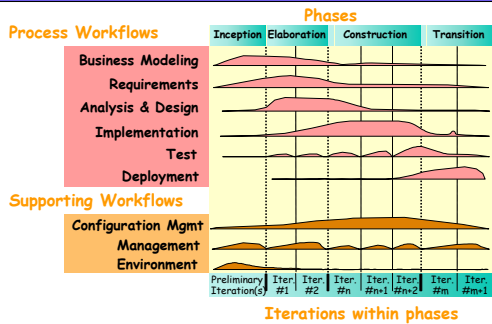 Phases
Process Workflows
Inception Elaboration Construction Transition
Business Modeling
Requirements
Analysis & Design
Implementation
Test
Deployment
Supporting Workflows
Configuration Mgmt
Management
Environment
Preliminary Iter. Iter. Iter. Iter. Iter. Iter. Iter.
Iteration(s) #1 #2 #n #n+1 #n+2 #m #m+1
Iterations within phases